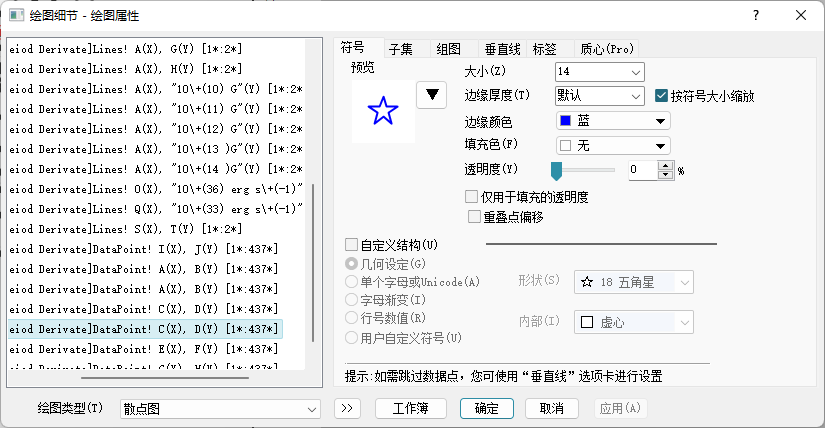 绘图细节 - 绘图属性
eiod Derivate]Lines! A(X), G(Y) [1*:2*]
eiod Derivate]Lines! A(X), H(Y) [1*:2*]
eiod Derivate]Lines! A(X), "10\+(10) G"(Y) [1*:2*
eiod Derivate]Lines! A(X), "10\+(11) G"(Y) [1*:2*
eiod Derivate]Lines! A(X), "10\+(12) G"(Y) [1*:2*
eiod Derivate]Lines! A(X), "10\+(13 )G"(Y) [1*:2*
eiod Derivate]Lines! A(X), "10\+(14 )G"(Y) [1*:2*
eiod Derivate]Lines! O(X), "10\+(36) erg s\+(-1)"
eiod Derivate]Lines! Q(X), "10\+(33) erg s\+(-1)"
eiod Derivate]Lines! S(X), T(Y) [1*:2*]
eiod Derivate]DataPoint! I(X), J(Y) [1*:437*]
eiod Derivate]DataPoint! A(X), B(Y) [1*:437*]
eiod Derivate]DataPoint! A(X), B(Y) [1*:437*]
eiod Derivate]DataPoint! C(X), D(Y) [1*:437*]
eiod Derivate]DataPoint! C(X), D(Y) [1*:437*]
eiod Derivate]DataPoint! E(X), F(Y) [1*:437*]
符号 子集 组图 垂直线 标签 质心(Pro)
预览
大小(Z) 14
边缘厚度(T) 默认 按符号大小缩放
边缘颜色 蓝
填充色(F) 无
透明度(Y) 0 %
仅用于填充的透明度
重叠点偏移
自定义结构(U)
几何设定(G)
单个字母或Unicode(A)
字母渐变(I)
行号数值(R)
用户自定义符号(U)
形状(S) 18 五角星
内部(I) 虚心
提示:如需跳过数据点，您可使用“垂直线”选项卡进行设置
绘图类型(T) 散点图 >> 工作簿 确定 取消 应用(A)